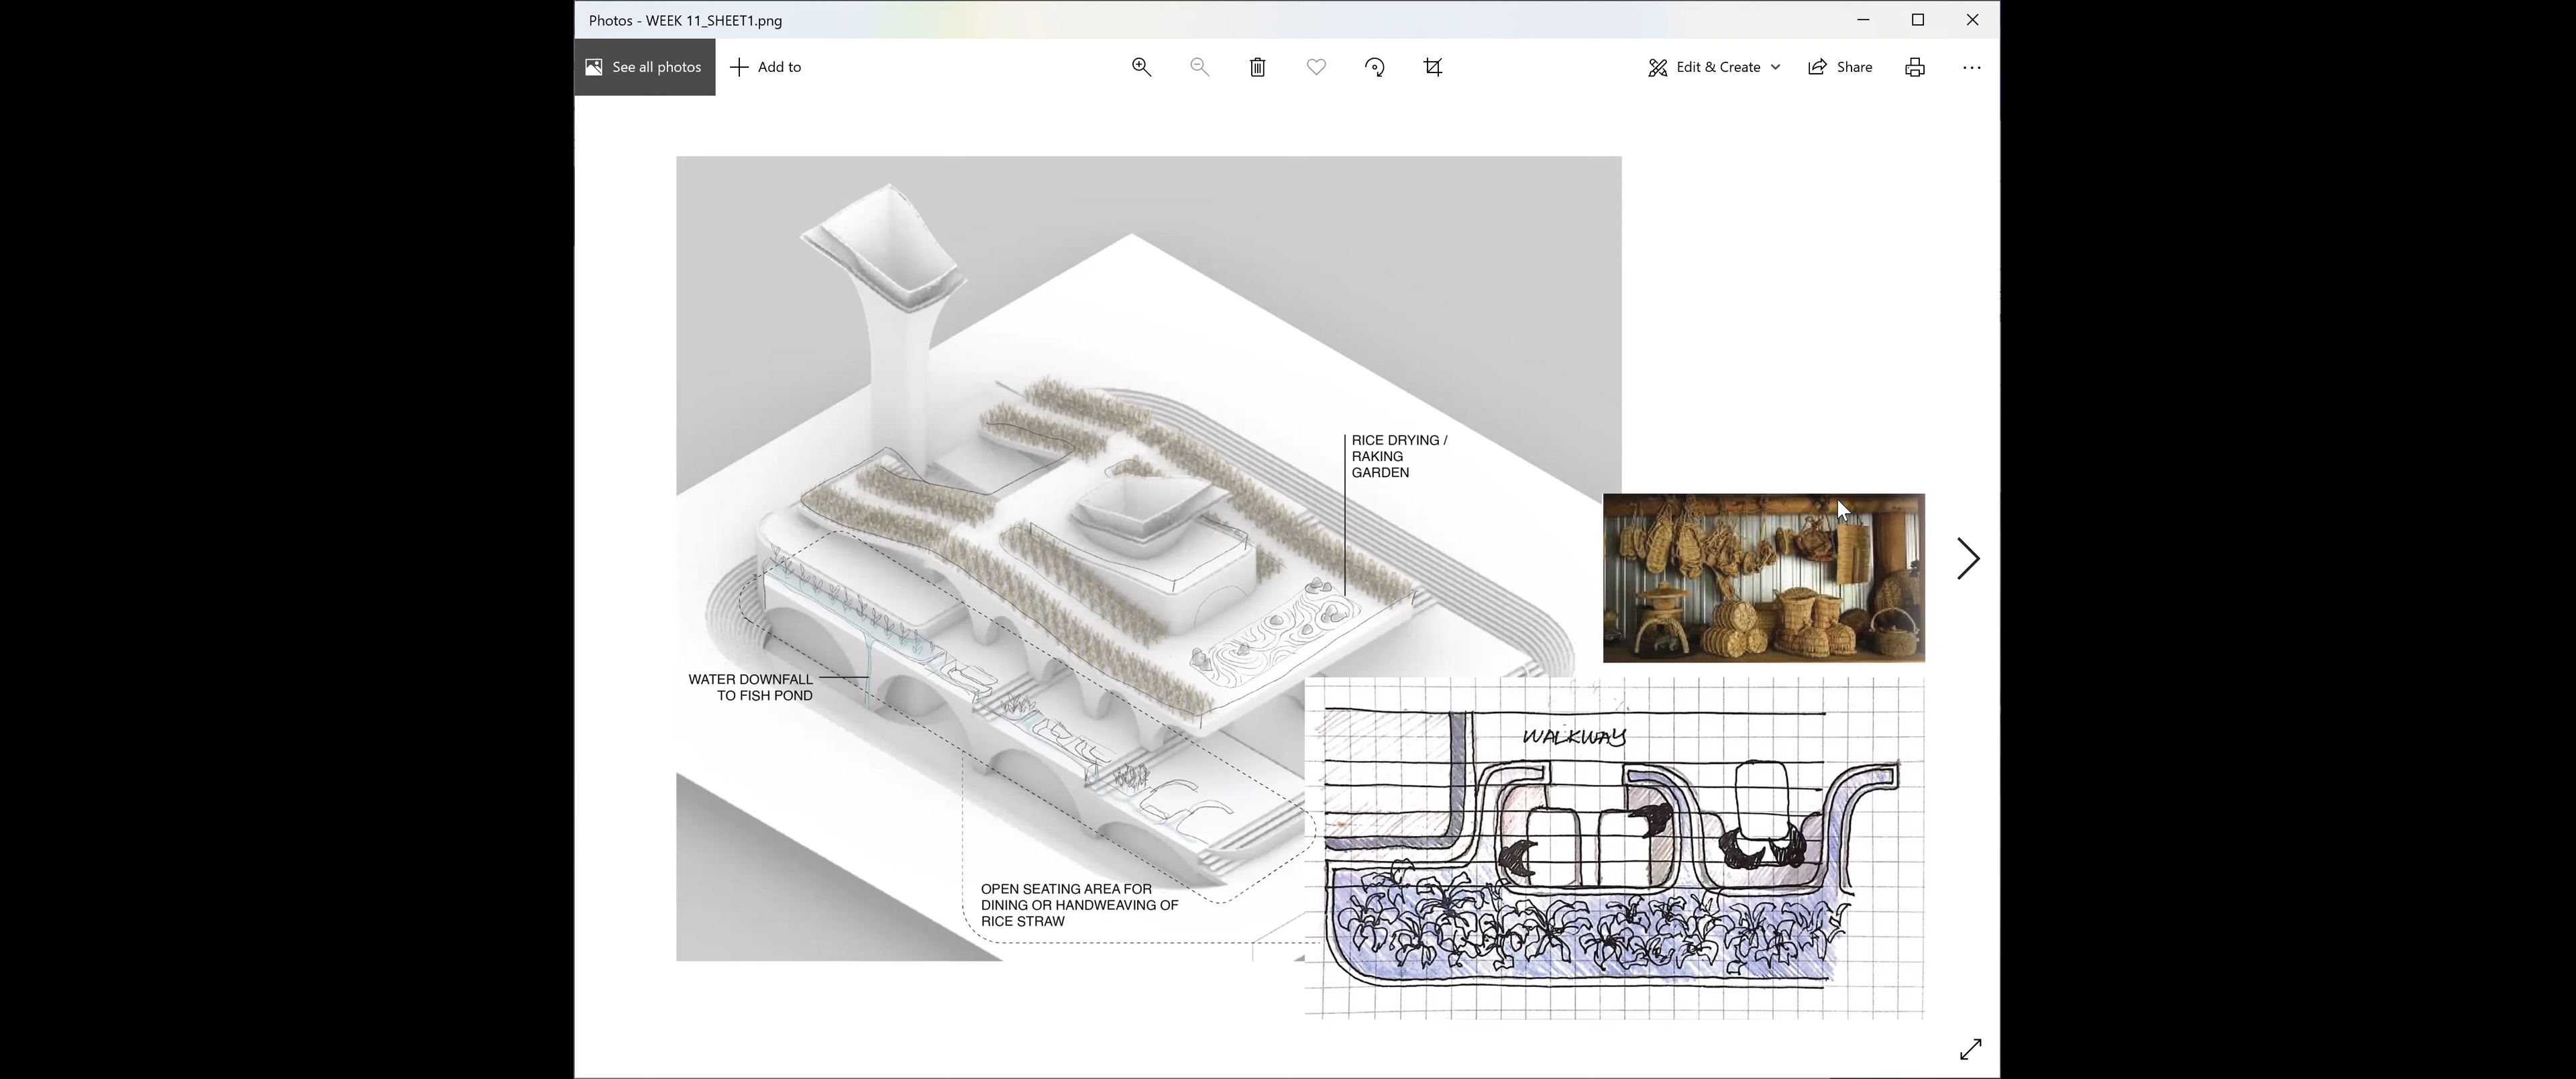 Photos - WEEK 11_SHEET1.png
See all photos
Add to
Edit & Create
Share
RICE DRYING /
RAKING
GARDEN
WATER DOWNFALL
TO FISH POND
WALKWAY
OPEN SEATING AREA FOR
DINING OR HANDWEAVING OF
RICE STRAW